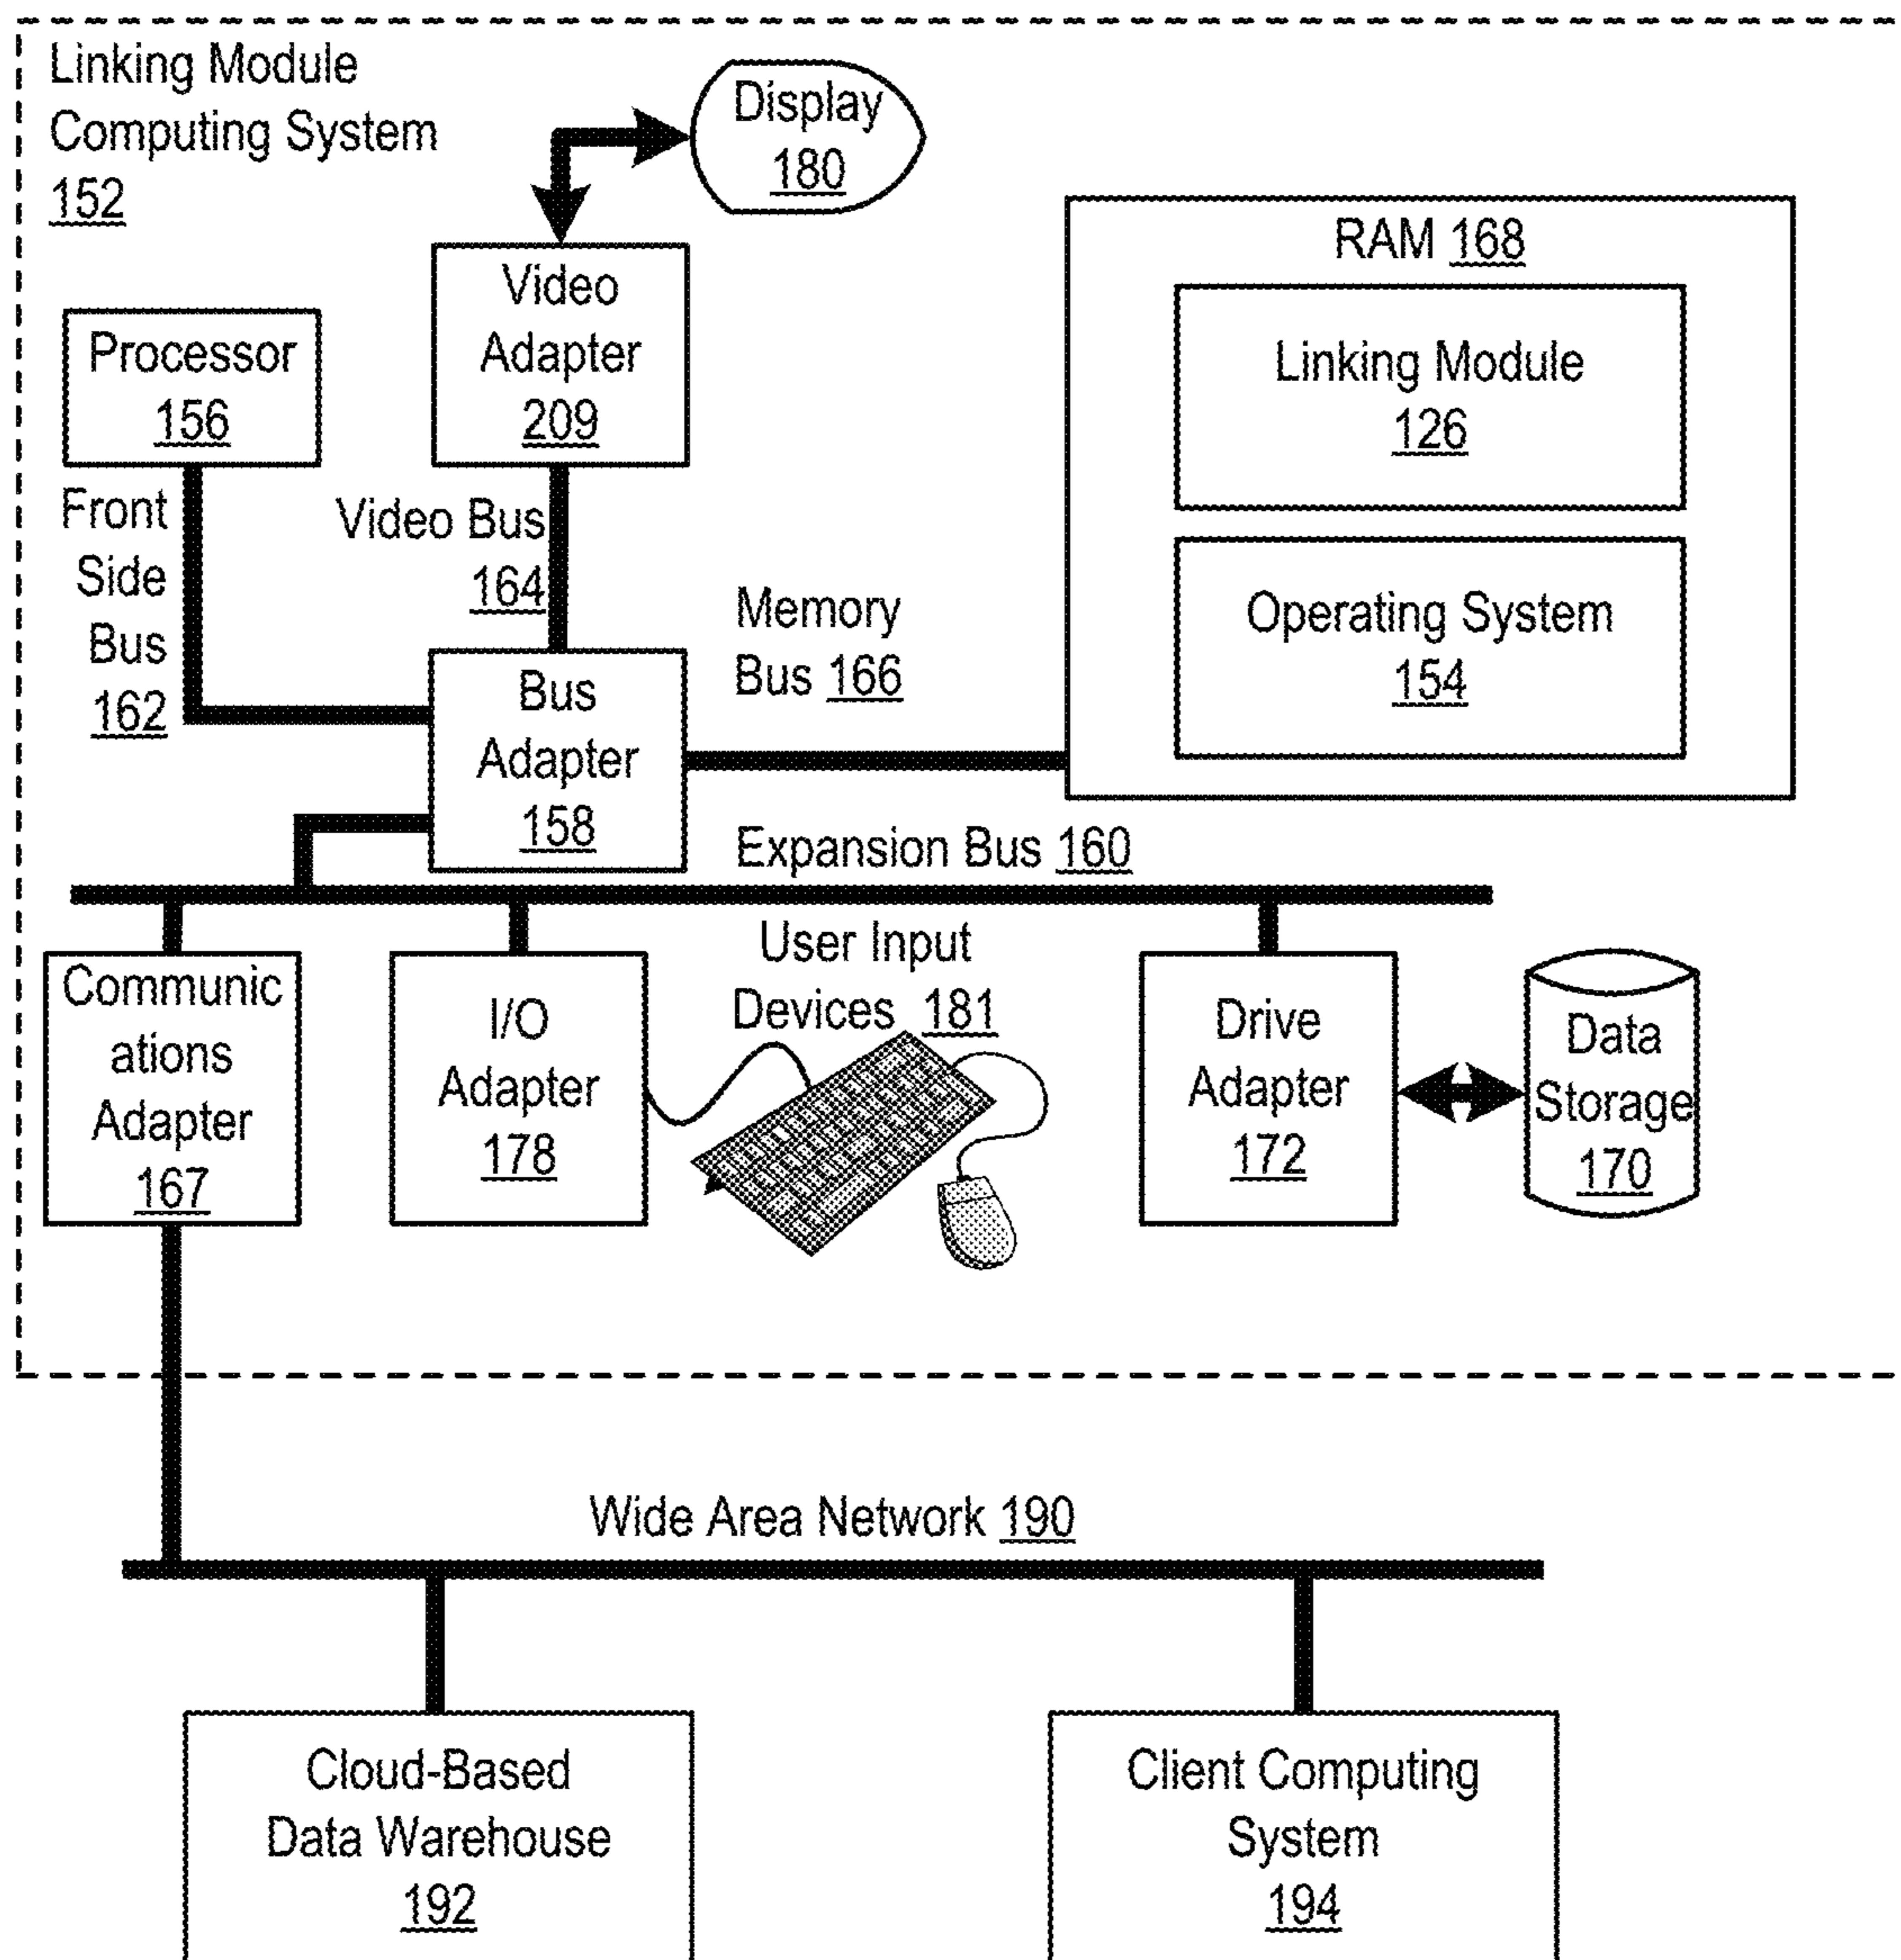 Linking Module
Computing System
152
Display
180
Video
Adapter
209
Processor
156
RAM 168
Linking Module
126
Operating System
154
Front
Side
Bus
162
Video Bus
164
Memory
Bus 166
Bus
Adapter
158
Expansion Bus 160
Communic
ations
Adapter
167
I/O
Adapter
178
User Input
Devices 181
Drive
Adapter
172
Data
Storage
170
Wide Area Network 190
Cloud-Based
Data Warehouse
192
Client Computing
System
194